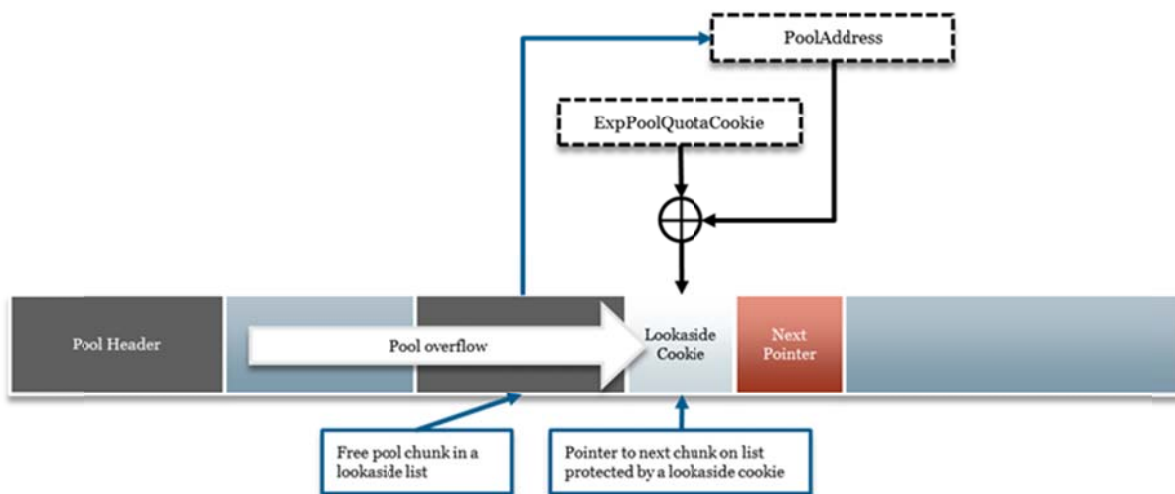 PoolAddress
ExpPoolQuotaCookie
Pool Header
Pool overflow
Lookaside
Cookie
Next
Pointer
Free pool chunk in a
lookaside list
Pointer to next chunk on list
protected by a lookaside cookie